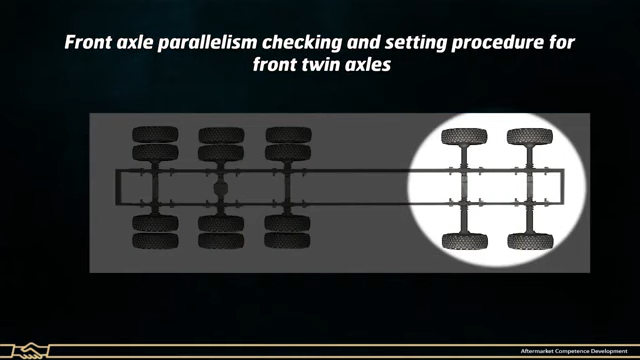 Front axle parallelism checking and setting procedure for
front twin axles
Aftermarket Competence Development